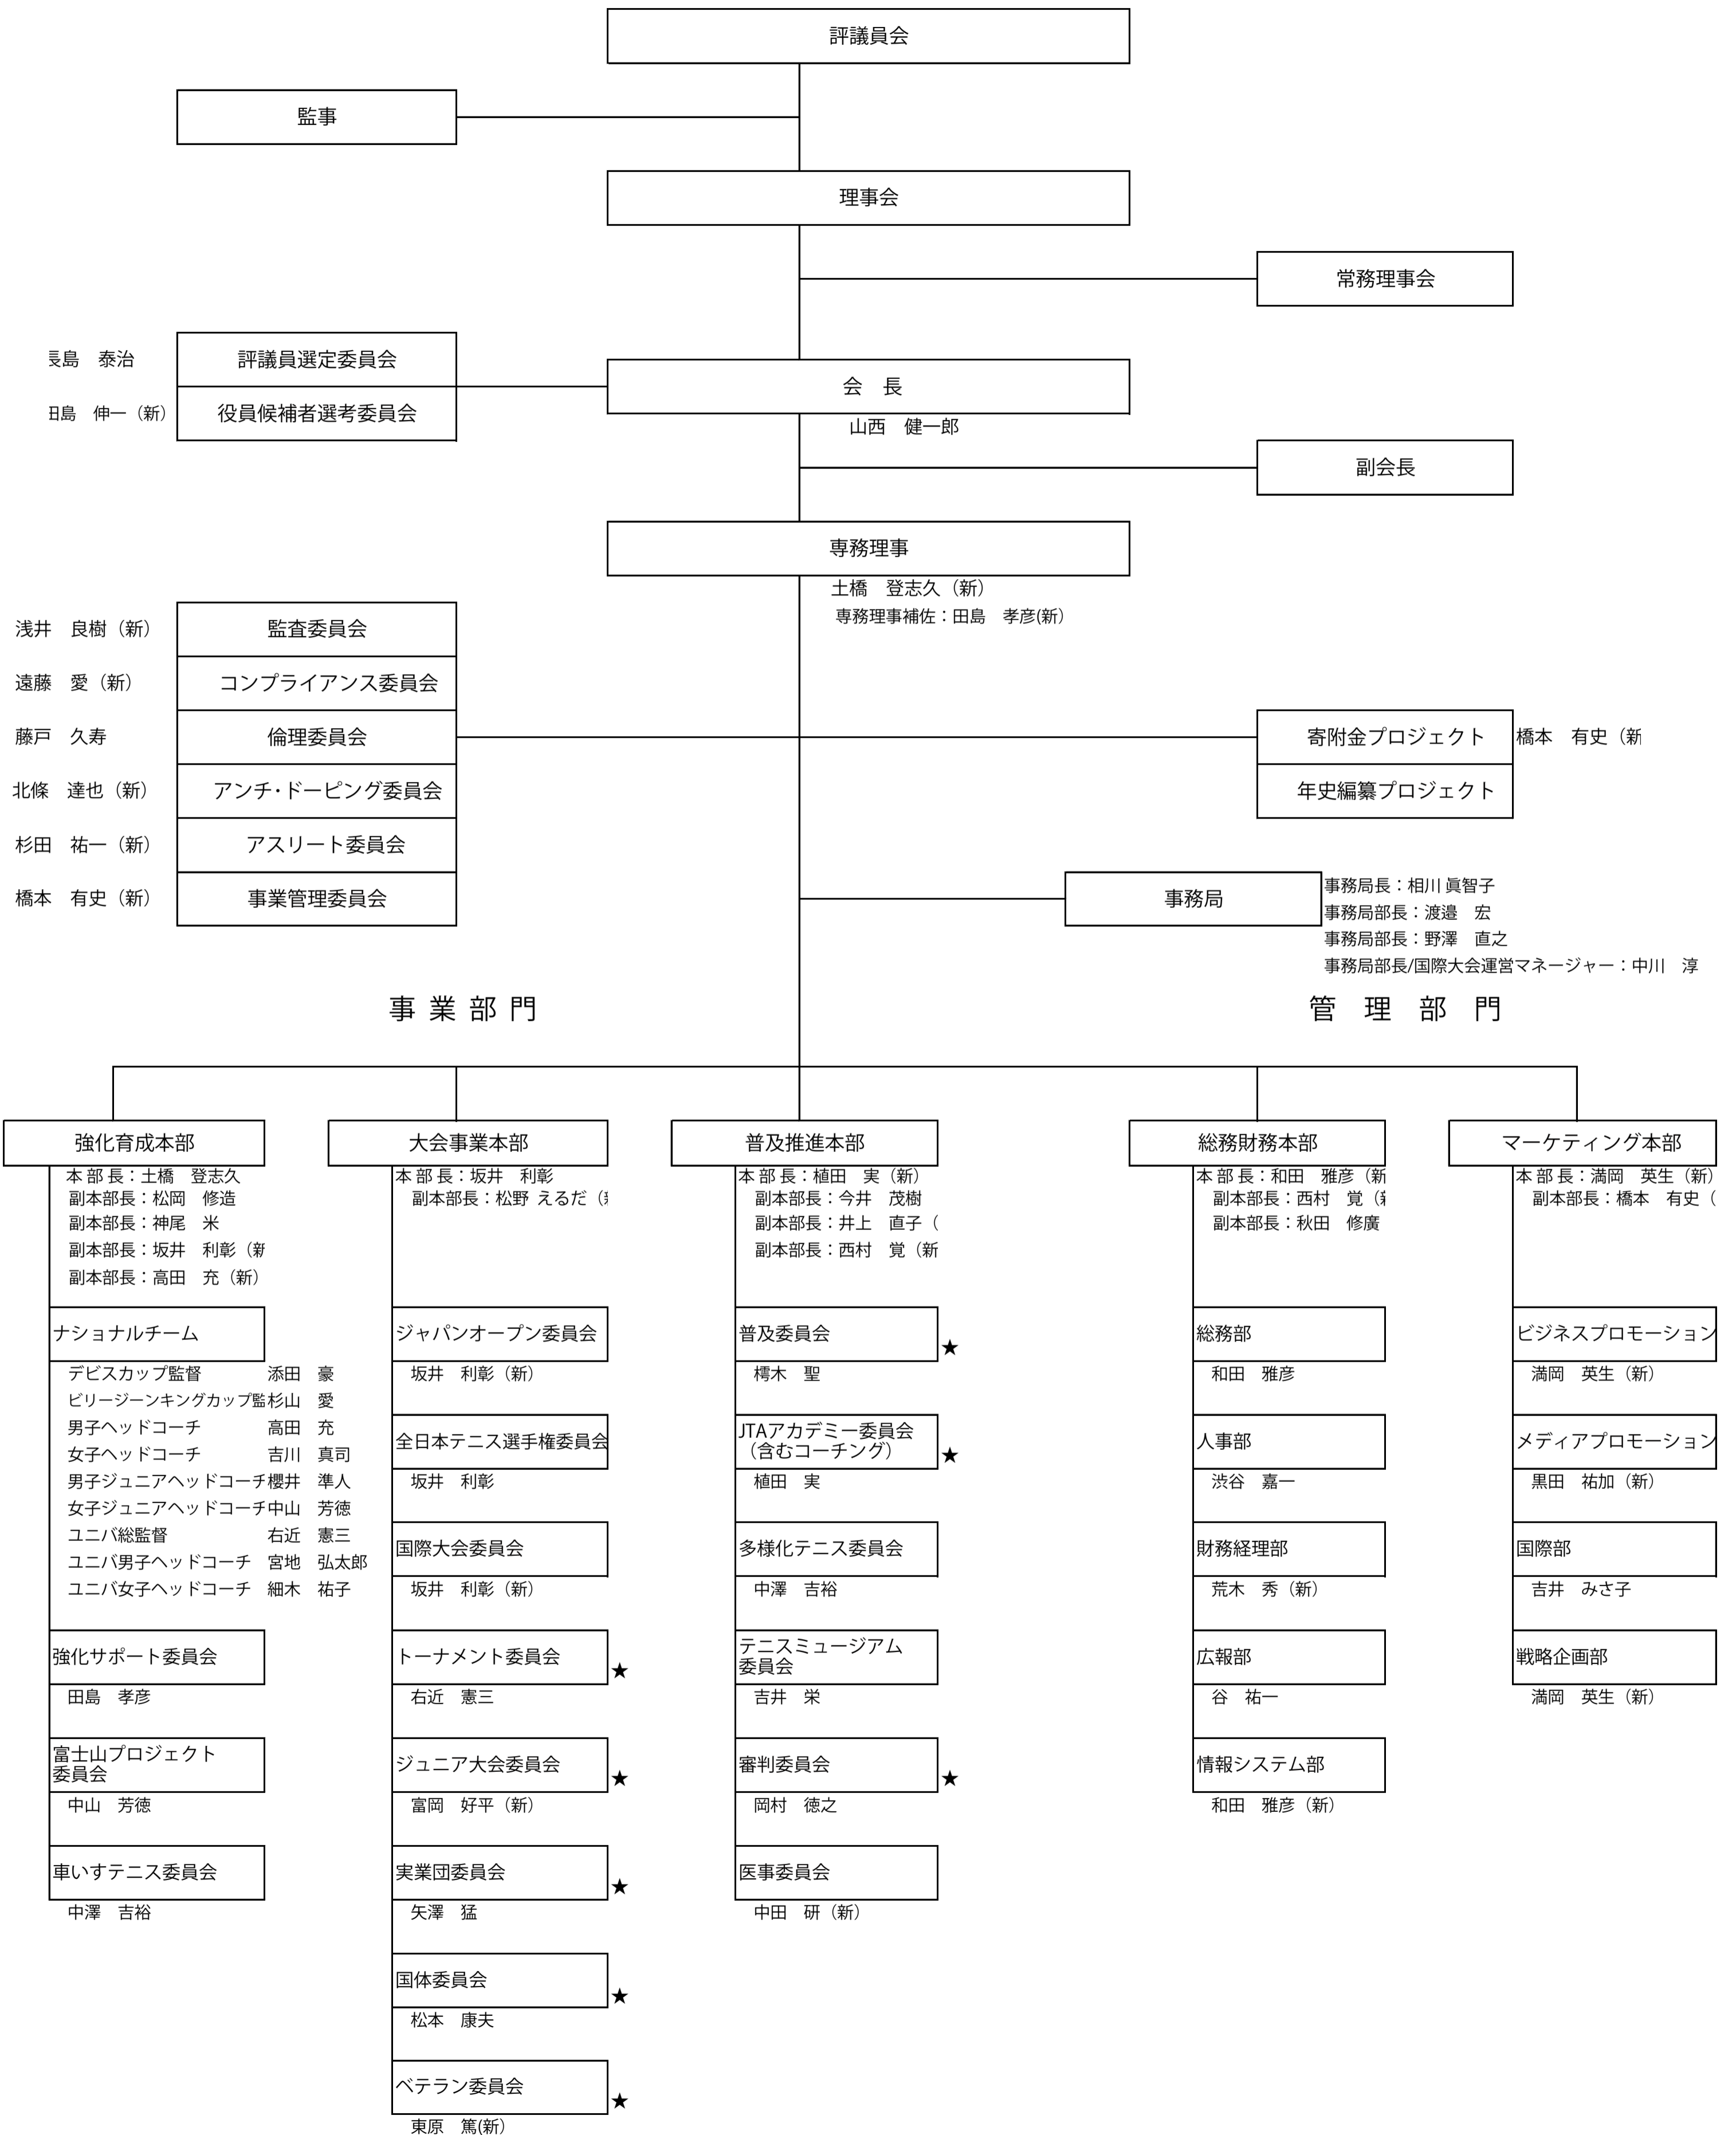 評議員会
監事
理事会
常務理事会
島　泰治
評議員選定委員会
会　長
島　伸一（新）
役員候補者選考委員会
山西　健一郎
副会長
専務理事
土橋　登志久（新）
専務理事補佐：田島　孝彦(新）
浅井　良樹（新）
監査委員会
遠藤　愛（新）
コンプライアンス委員会
藤戸　久寿
倫理委員会
寄附金プロジェクト
橋本　有史（新
北條　達也（新）
アンチ・ドーピング委員会
年史編纂プロジェクト
杉田　祐一（新）
アスリート委員会
橋本　有史（新）
事業管理委員会
事務局
事務局長：相川 眞智子
事務局部長：渡邉　宏
事務局部長：野澤　直之
事務局部長/国際大会運営マネージャー：中川　淳
事 業 部 門
管　理　部　門
強化育成本部
本 部 長：土橋　登志久
副本部長：松岡　修造
副本部長：神尾　米
副本部長：坂井　利彰（新
副本部長：高田　充（新）
ナショナルチーム
デビスカップ監督　添田　豪
ビリージーンキングカップ監 杉山　愛
男子ヘッドコーチ　高田　充
女子ヘッドコーチ　吉川　真司
男子ジュニアヘッドコーチ 櫻井　準人
女子ジュニアヘッドコーチ 中山　芳徳
ユニバ総監督　右近　憲三
ユニバ男子ヘッドコーチ　宮地　弘太郎
ユニバ女子ヘッドコーチ　細木　祐子
強化サポート委員会
田島　孝彦
富士山プロジェクト
委員会
中山　芳徳
車いすテニス委員会
中澤　吉裕
大会事業本部
本 部 長：坂井　利彰
副本部長：松野 えるだ（
ジャパンオープン委員会
坂井　利彰（新）
全日本テニス選手権委員会
坂井　利彰
国際大会委員会
坂井　利彰（新）
トーナメント委員会
★
右近　憲三
ジュニア大会委員会
★
富岡　好平（新）
実業団委員会
★
矢澤　猛
国体委員会
★
松本　康夫
ベテラン委員会
★
東原　篤(新）
普及推進本部
本 部 長：植田　実（新）
副本部長：今井　茂樹
副本部長：井上　直子（
副本部長：西村　覚（新
普及委員会
★
樗木　聖
JTAアカデミー委員会
（含むコーチング）
★
植田　実
多様化テニス委員会
中澤　吉裕
テニスミュージアム
委員会
吉井　栄
審判委員会
★
岡村　徳之
医事委員会
中田　研（新）
総務財務本部
本 部 長：和田　雅彦（新
副本部長：西村　覚（
副本部長：秋田　修廣
総務部
和田　雅彦
人事部
渋谷　嘉一
財務経理部
荒木　秀（新）
広報部
谷　祐一
情報システム部
和田　雅彦（新）
マーケティング本部
本 部 長：満岡　英生（新）
副本部長：橋本　有史（
ビジネスプロモーション
満岡　英生（新）
メディアプロモーション
黒田　祐加（新）
国際部
吉井　みさ子
戦略企画部
満岡　英生（新）